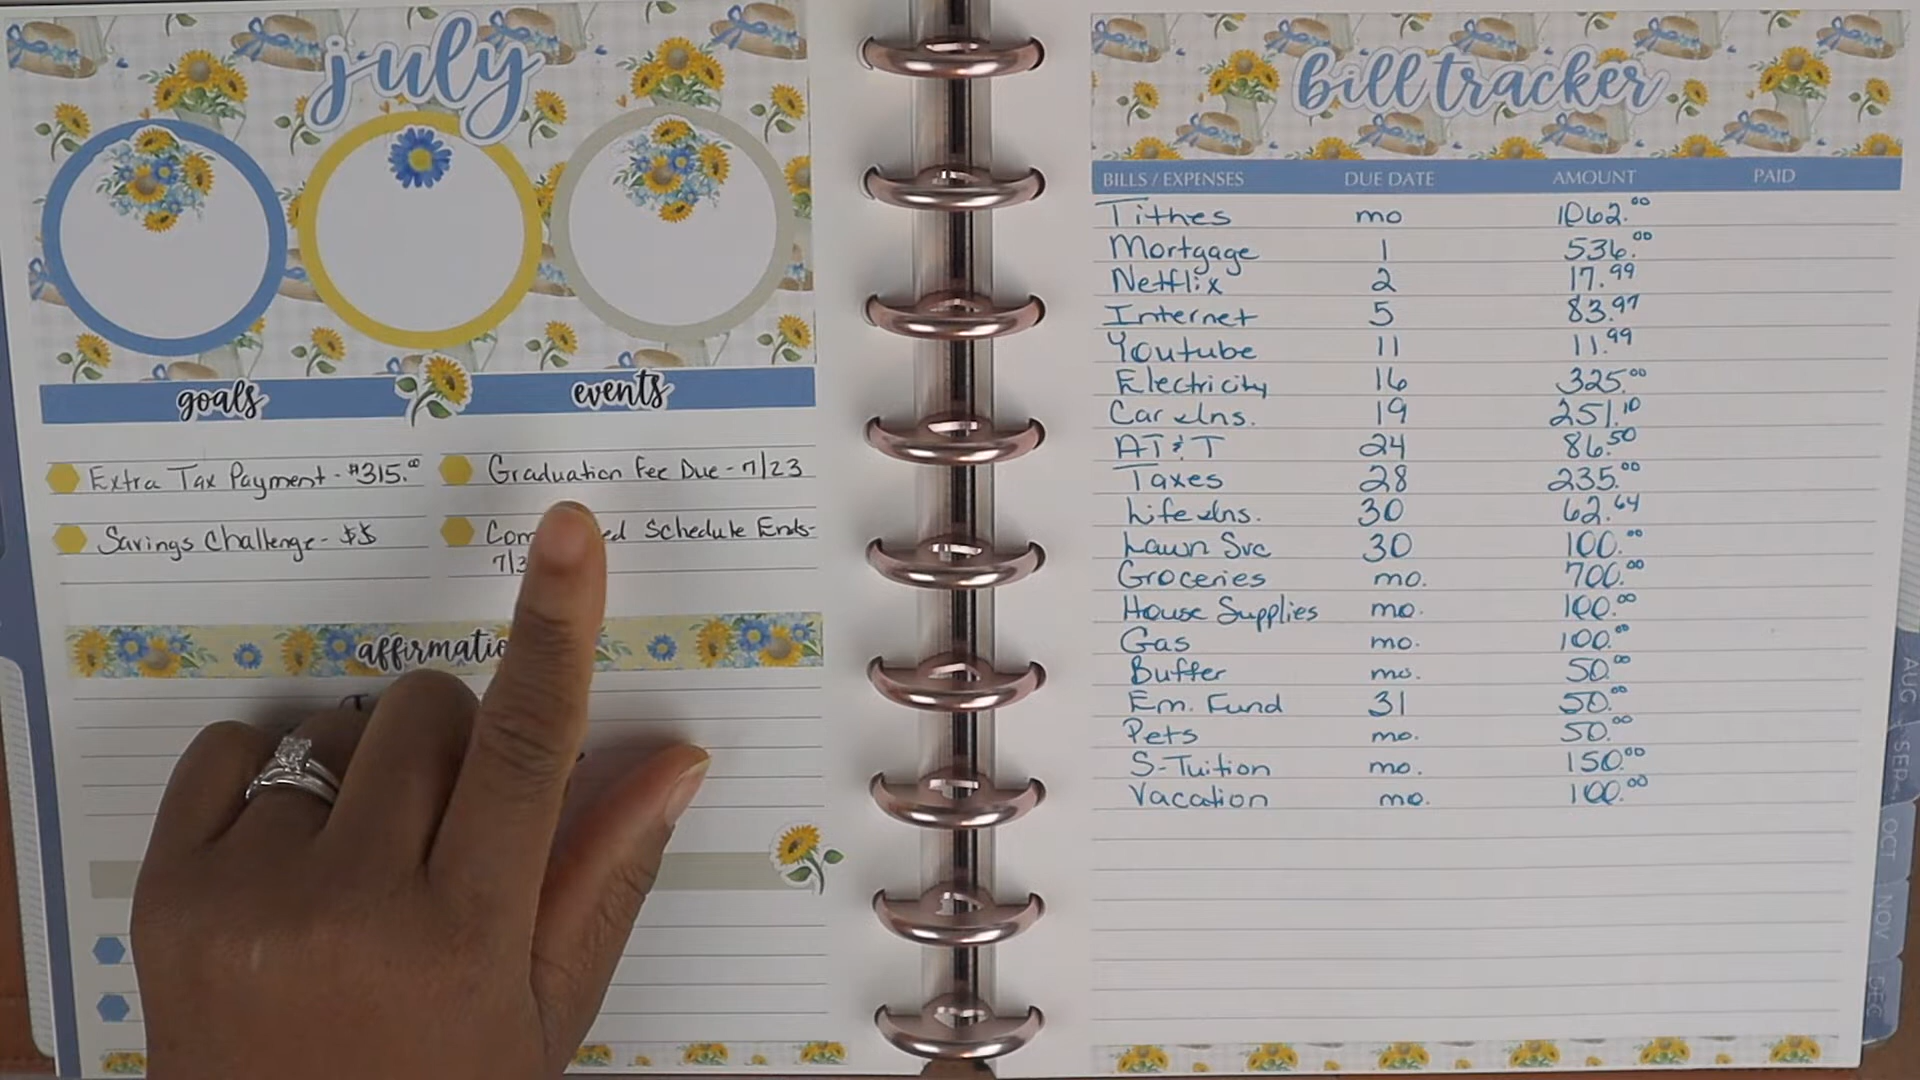 july
goals
events
Extra Tax Payment - $315.00
Graduation Fee Due - 7/23
Savings Challenge - $$
Schedule Ends-
affirmatio
bill tracker
BILLS / EXPENSES DUE DATE AMOUNT PAID
Tithes mo 1062.00
Mortgage 1 536.00
Netflix 2 17.99
Internet 5 83.97
Youtube 11 11.99
Electricity 16 325.00
Car Ins. 19 251.10
AT&T 24 86.50
Taxes 28 235.00
Life Ins. 30 62.64
Lawn Svc 30 100.00
Groceries mo. 700.00
House Supplies mo. 100.00
Gas mo. 100.00
Buffer mo. 50.00
Em. Fund 31 50.00
Pets mo. 50.00
S-Tuition mo. 150.00
Vacation mo. 100.00
AUG
SEP
OCT
NOV
DEC